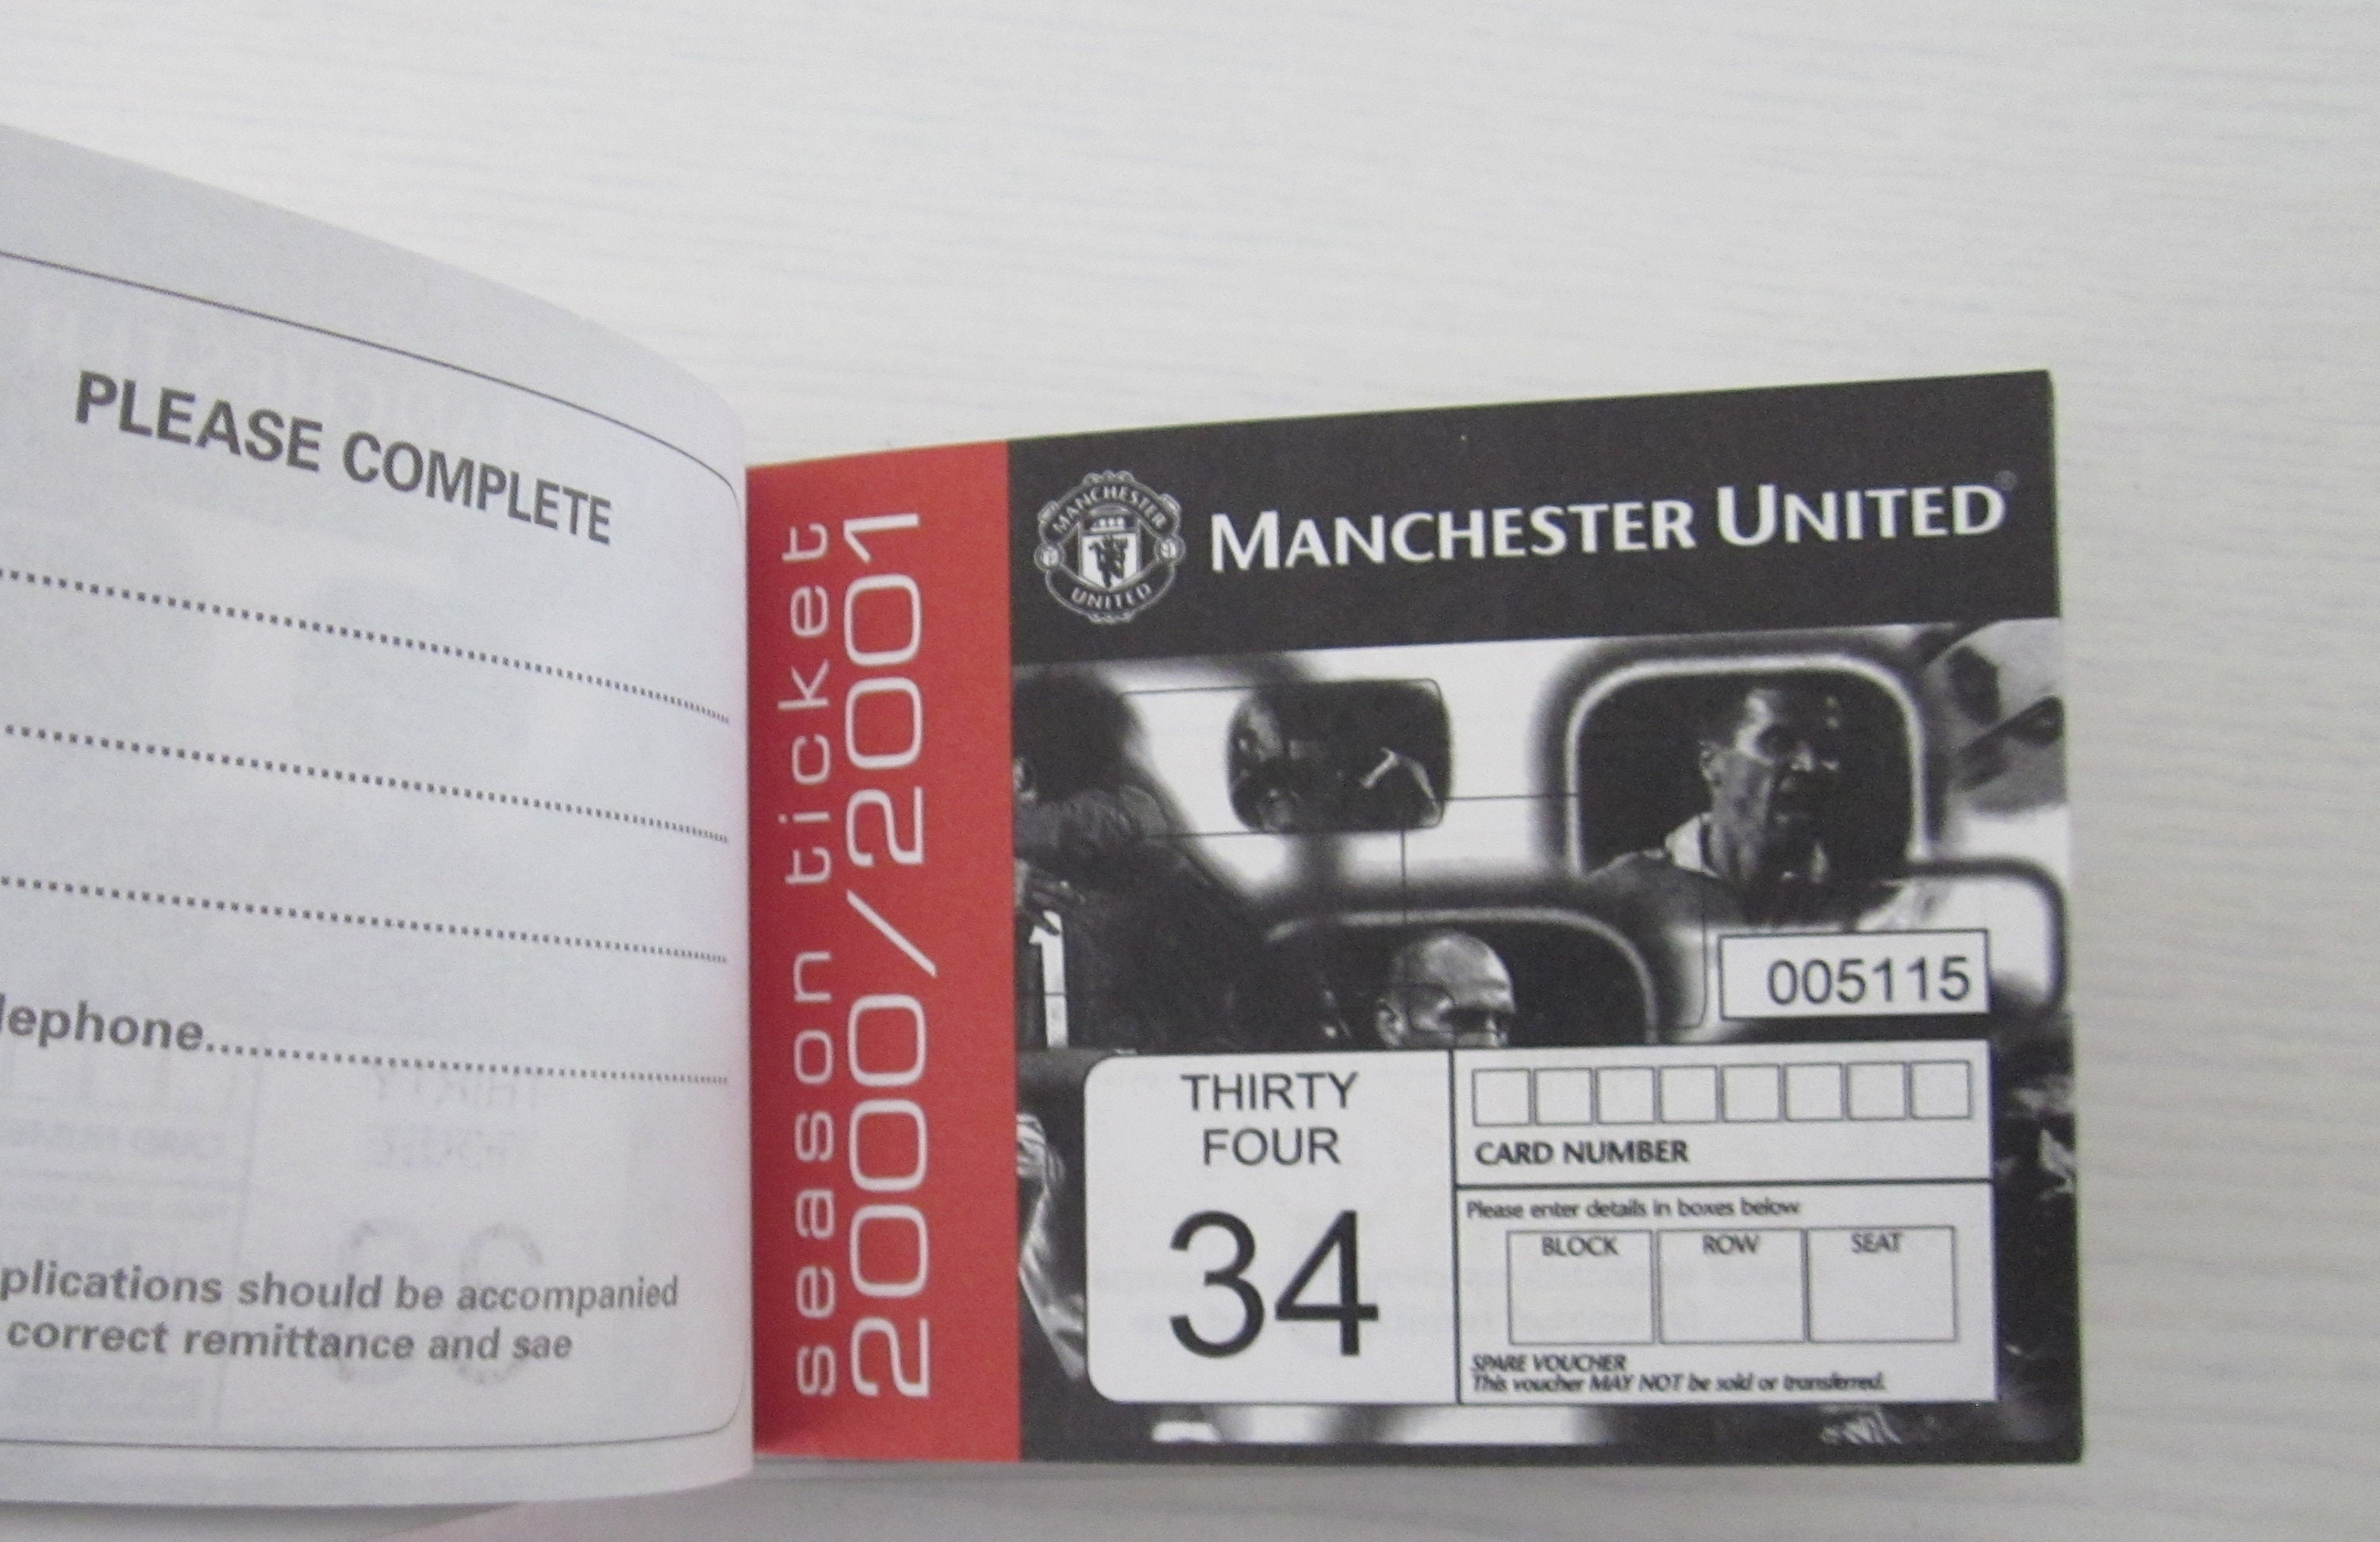 PLEASE COMPLETE
lephone
plications should be accompanied
correct remittance and sae
season ticket
2000/2001
MANCHESTER
UNITED
MANCHESTER UNITED®
1
005115
THIRTY
FOUR
34
CARD NUMBER
Please enter details in boxes below
BLOCK ROW SEAT
SPARE VOUCHER
This voucher MAY NOT be sold or transferred.